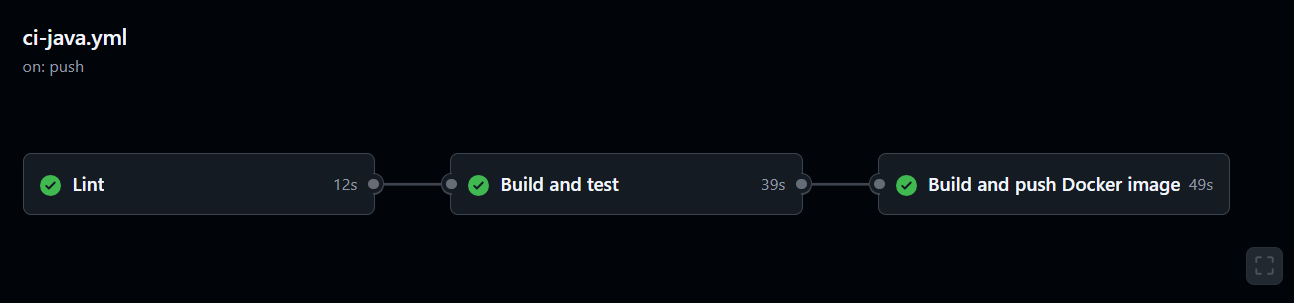 ci-java.yml
on: push
Lint 12s
Build and test 39s
Build and push Docker image 49s